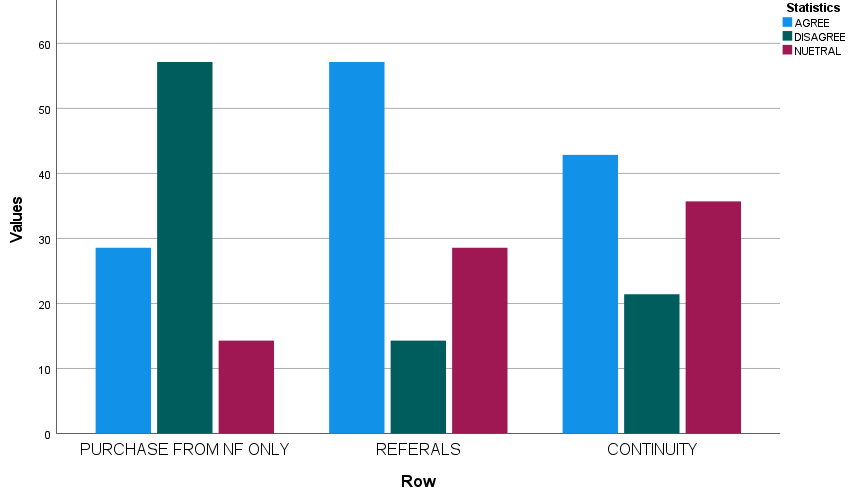 Statistics
AGREE
DISAGREE
NUETRAL
Values
60
50
40
30
20
10
0
PURCHASE FROM NF ONLY
REFERALS
CONTINUITY
Row